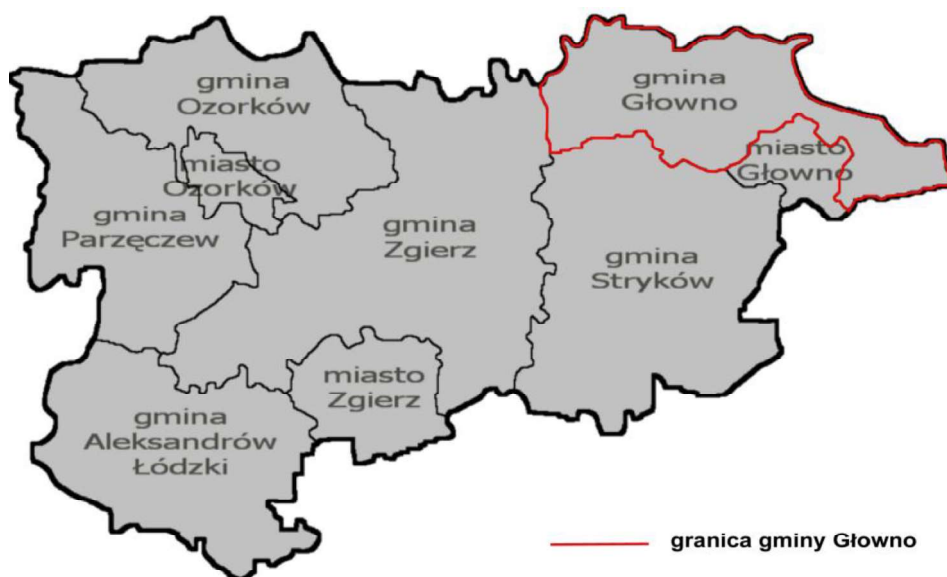 gmina
Ozorków
miasto
Ozorków
gmina
Parzęczew
gmina
Zgierz
gmina
Głowno
miasto
Głowno
gmina
Stryków
miasto
Zgierz
gmina
Aleksandrów
Łódzki
granica gminy Głowno